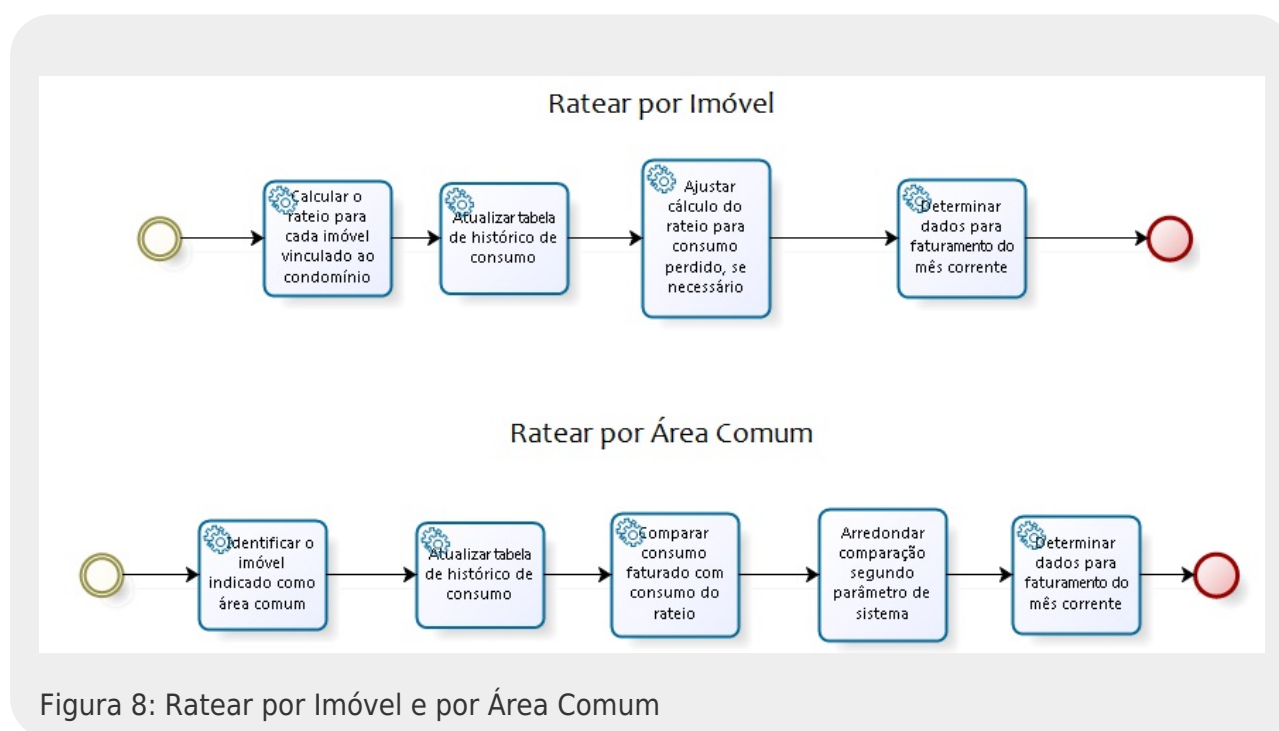 Ratear por Imóvel
Calcular o
rateio para
cada imóvel
vinculado ao
condomínio
Atualizar tabela
de histórico de
consumo
Ajustar
cálculo do
rateio para
consumo
perdido, se
necessário
Determinar
dados para
faturamento do
mês corrente
Ratear por Área Comum
Identificar o
imóvel
indicado como
área comum
Atualizar tabela
de histórico de
consumo
Comparar
consumo
faturado com
consumo do
rateio
Arredondar
comparação
segundo
parâmetro de
sistema
Determinar
dados para
faturamento do
mês corrente
Figura 8: Ratear por Imóvel e por Área Comum